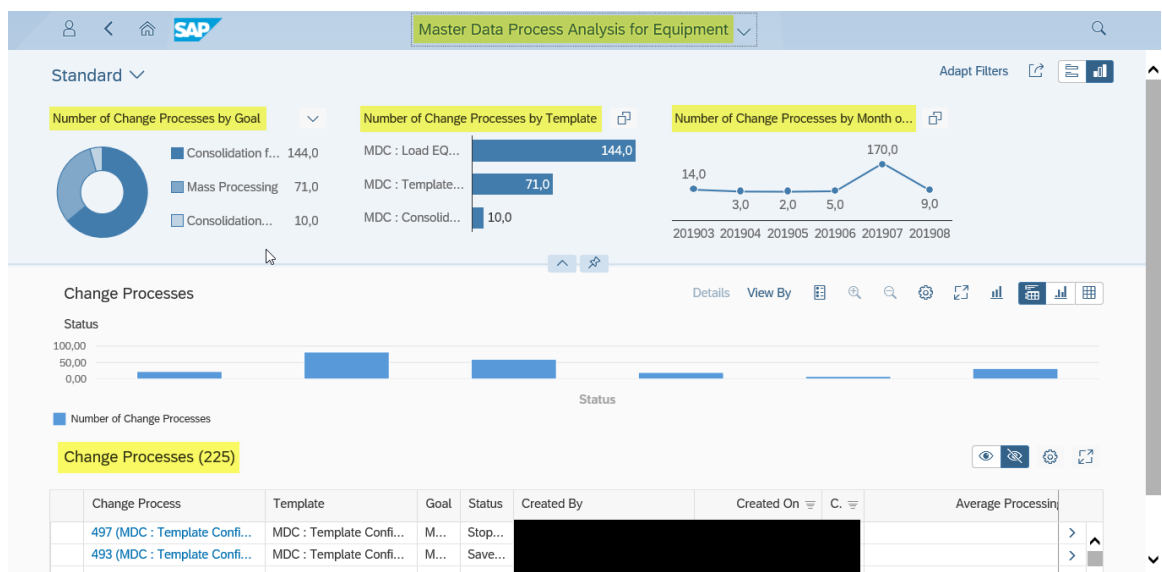 SAP
Master Data Process Analysis for Equipment
Standard
Adapt Filters
Number of Change Processes by Goal
Consolidation f... 144,0
Mass Processing 71,0
Consolidation... 10,0
Number of Change Processes by Template
MDC : Load EQ... 144,0
MDC : Template... 71,0
MDC : Consolid... 10,0
Number of Change Processes by Month o...
170,0
14,0
3,0 2,0 5,0 9,0
201903 201904 201905 201906 201907 201908
Change Processes
Details View By
Status
100,00
50,00
0,00
Status
Number of Change Processes
Change Processes (225)
Change Process Template Goal Status Created By Created On C. Average Processing
497 (MDC : Template Confi... MDC : Template Confi... M... Stop...
493 (MDC : Template Confi... MDC : Template Confi... M... Save...